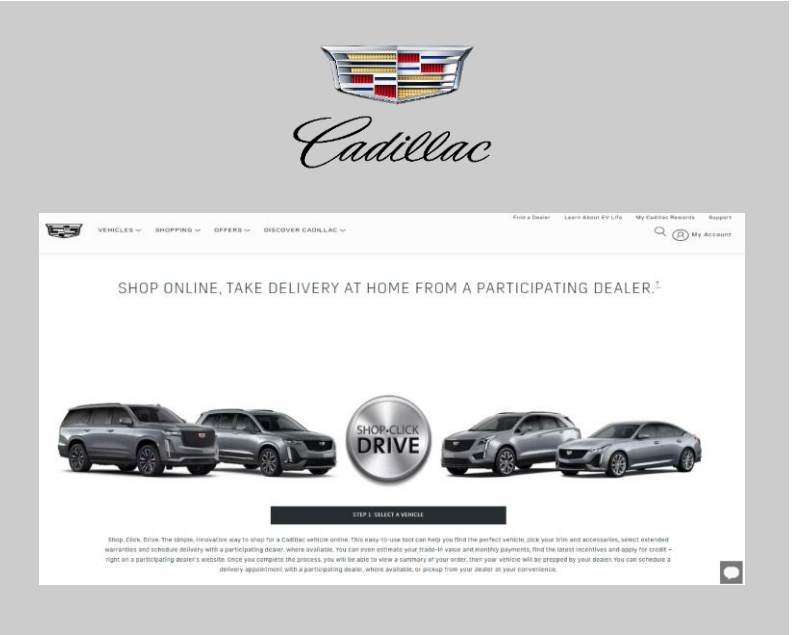 Cadillac
Find a Dealer Learn About EV Life My Cadillac Rewards Support
VEHICLES SHOPPING OFFERS DISCOVER CADILLAC My Account
SHOP ONLINE, TAKE DELIVERY AT HOME FROM A PARTICIPATING DEALER.†
SHOP•CLICK
DRIVE
STEP 1: SELECT A VEHICLE
Shop. Click. Drive. The simple, innovative way to shop for a Cadillac vehicle online. This easy-to-use tool can help you find the perfect vehicle, pick your trim and accessories, select extended
warranties and schedule delivery with a participating dealer, where available. You can even estimate your trade-in value and monthly payments, find the latest incentives and apply for credit –
right on a participating dealer's website. Once you complete the process, you will be able to view a summary of your order, then your vehicle will be prepped by your dealer. You can schedule a
delivery appointment with a participating dealer, where available, or pickup from your dealer at your convenience.